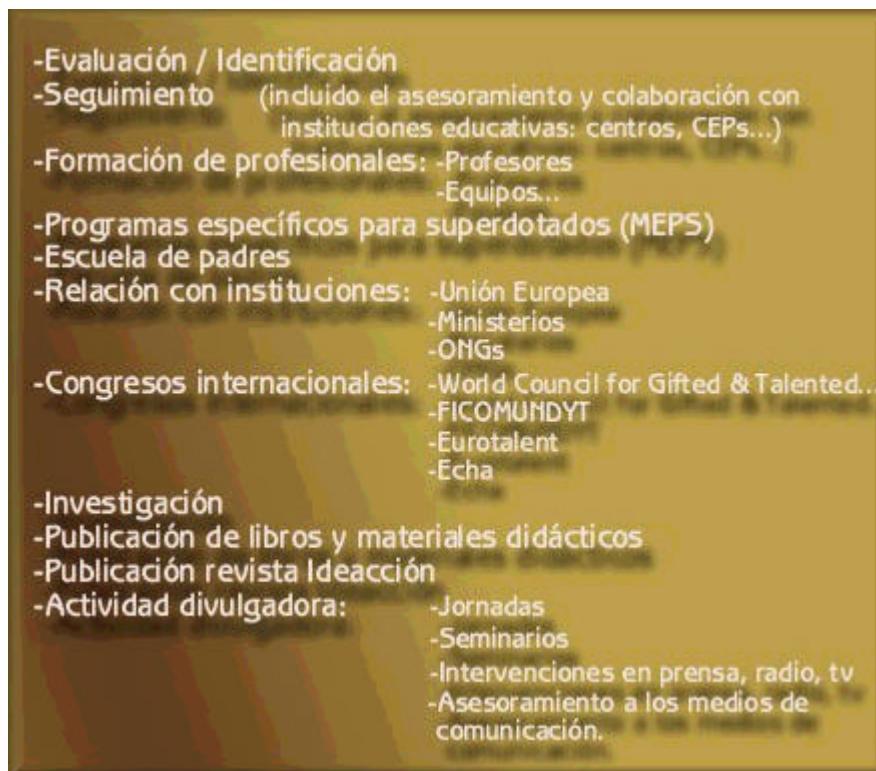 -Evaluación / Identificación
-Seguimiento (incluido el asesoramiento y colaboración con
instituciones educativas: centros, CEPs...)
-Formación de profesionales: -Profesores
-Equipos...
-Programas específicos para superdotados (MEPS)
-Escuela de padres
-Relación con instituciones: -Unión Europea
-Ministerios
-ONGs
-Congresos internacionales: -World Council for Gifted & Talented...
-FICOMUNDYT
-Eurotalent
-Echa
-Investigación
-Publicación de libros y materiales didácticos
-Publicación revista Ideacción
-Actividad divulgadora: -Jornadas
-Seminarios
-Intervenciones en prensa, radio, tv
-Asesoramiento a los medios de
comunicación.